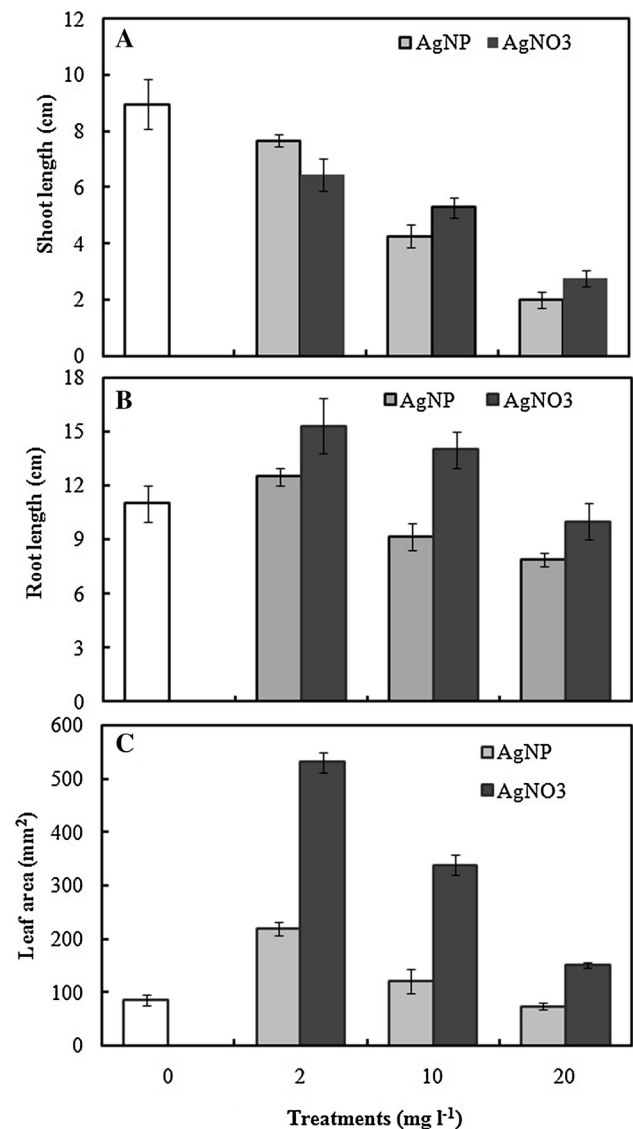 A
AgNP
AgNO3
Shoot length (cm)
12
10
8
6
4
2
0
B
AgNP
AgNO3
Root length (cm)
18
15
12
9
6
3
0
C
AgNP
AgNO3
Leaf area (mm²)
600
500
400
300
200
100
0
0 2 10 20
Treatments (mg l⁻¹)